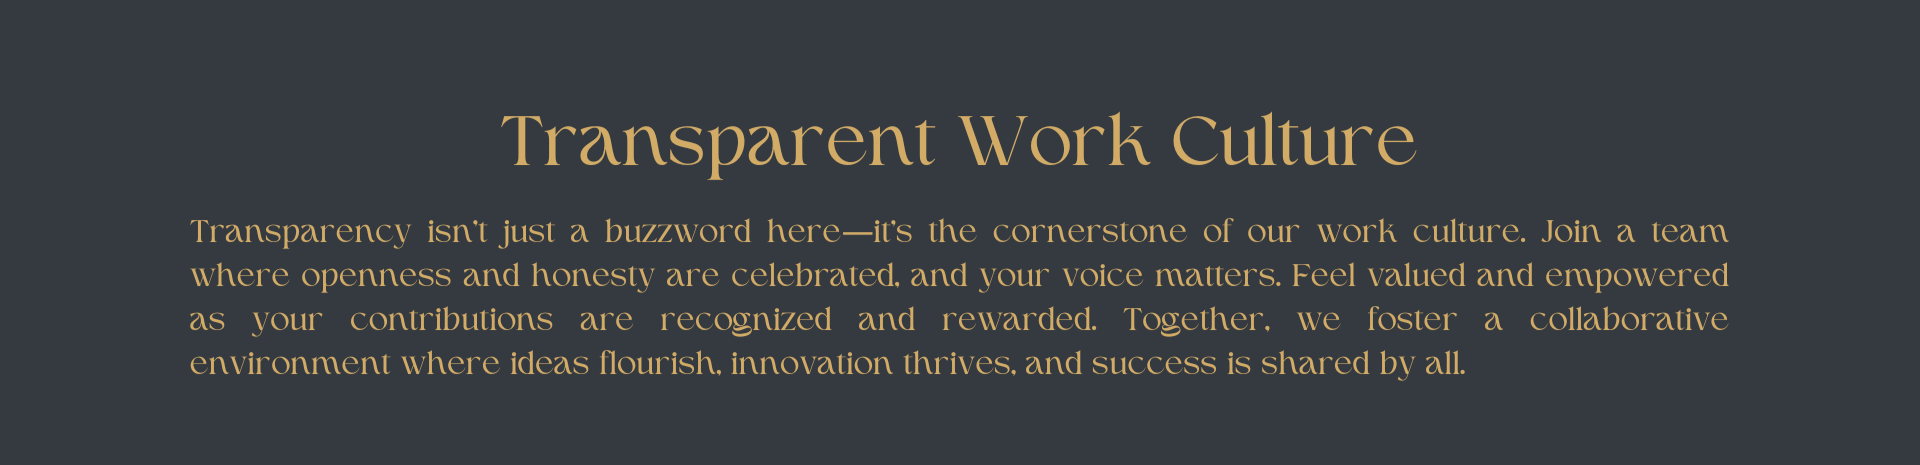 Transparent Work Culture
Transparency isn't just a buzzword here—it's the cornerstone of our work culture. Join a team
where openness and honesty are celebrated, and your voice matters. Feel valued and empowered
as your contributions are recognized and rewarded. Together, we foster a collaborative
environment where ideas flourish, innovation thrives, and success is shared by all.